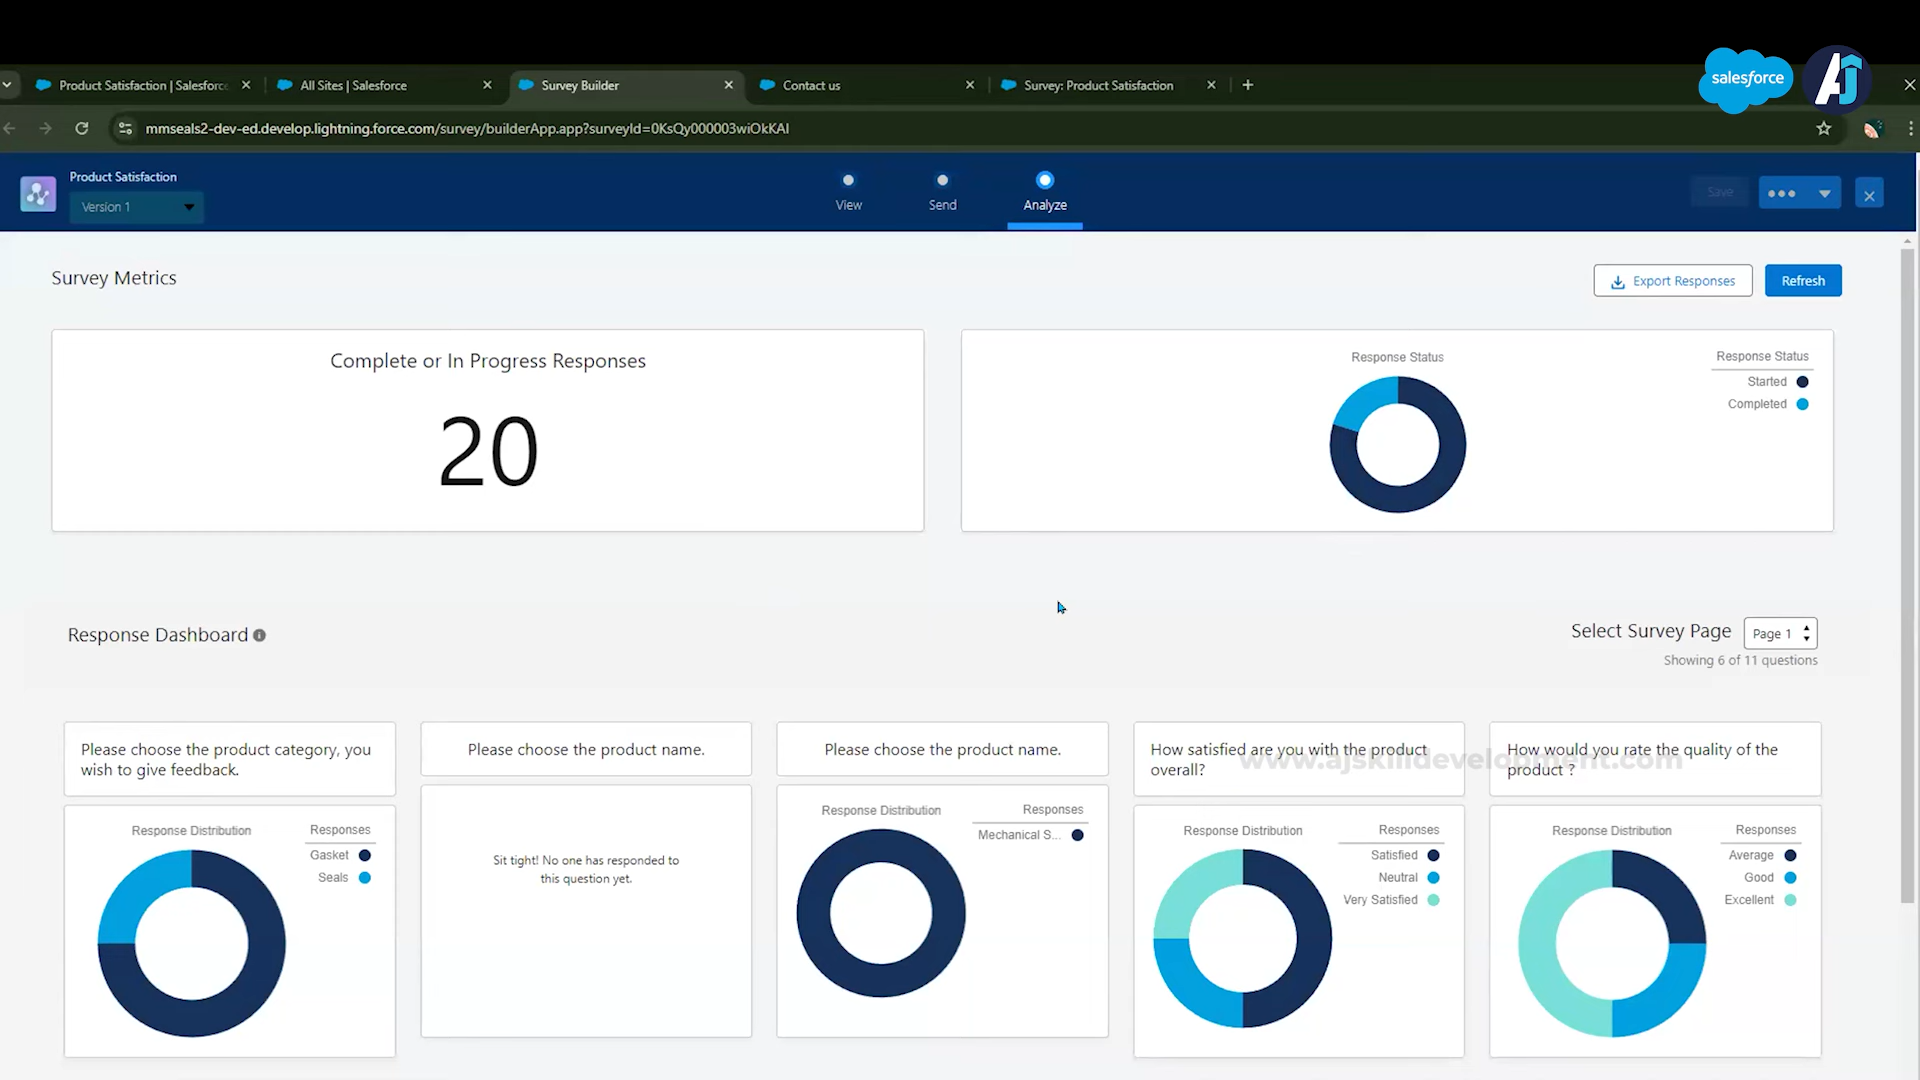 salesforce
AJ
Product Satisfaction | Salesforc
All Sites | Salesforce
Survey Builder
Contact us
Survey: Product Satisfaction
mmseals2-dev-ed.develop.lightning.force.com/survey/builderApp.app?surveyId=0KsQy000003wiOkKAI
Product Satisfaction
Version 1
View
Send
Analyze
Save
Survey Metrics
Export Responses
Refresh
Complete or In Progress Responses
20
Response Status
Response Status
Started
Completed
Response Dashboard
Select Survey Page
Page 1
Showing 6 of 11 questions
Please choose the product category, you
wish to give feedback.
Response Distribution
Responses
Gasket
Seals
Please choose the product name.
Sit tight! No one has responded to
this question yet.
Please choose the product name.
Response Distribution
Responses
Mechanical S...
How satisfied are you with the product
overall?
Response Distribution
Responses
Satisfied
Neutral
Very Satisfied
How would you rate the quality of the
product ?
Response Distribution
Responses
Average
Good
Excellent
www.ajskilldevelopment.com